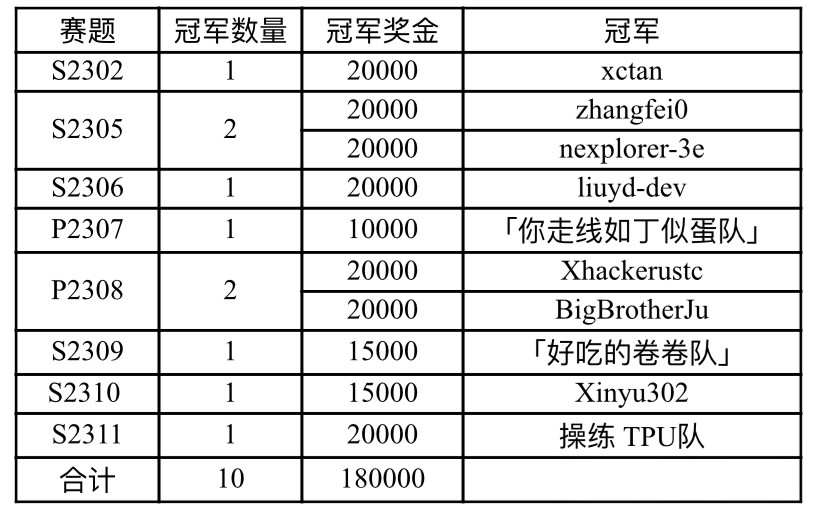 赛题 冠军数量 冠军奖金 冠军
S2302 1 20000 xctan
S2305 2 20000 zhangfei0
20000 nexplorer-3e
S2306 1 20000 liuyd-dev
P2307 1 10000 「你走线如丁似蛋队」
P2308 2 20000 Xhackerustc
20000 BigBrotherJu
S2309 1 15000 「好吃的卷卷队」
S2310 1 15000 Xinyu302
S2311 1 20000 操练 TPU队
合计 10 180000